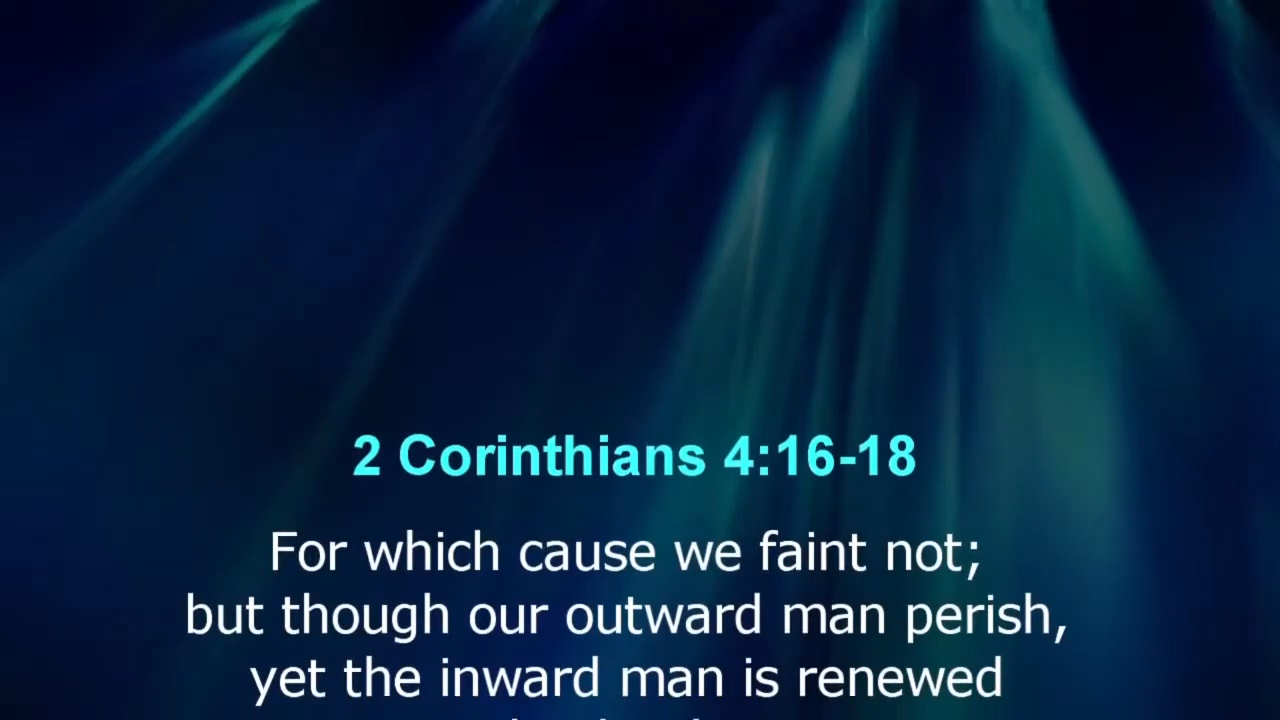 2 Corinthians 4:16-18
For which cause we faint not;
but though our outward man perish,
yet the inward man is renewed